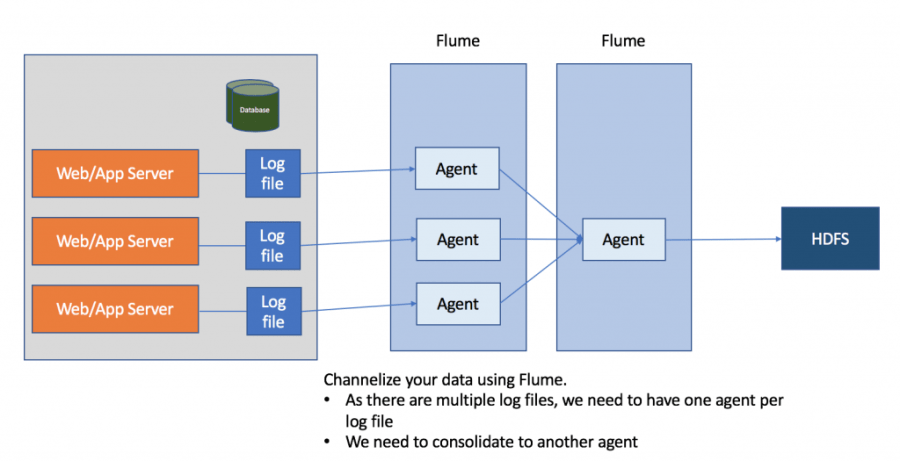 Flume
Flume
Database
Web/App Server
Log
file
Agent
Web/App Server
Log
file
Agent
Agent
HDFS
Web/App Server
Log
file
Agent
Channelize your data using Flume.
• As there are multiple log files, we need to have one agent per
log file
• We need to consolidate to another agent